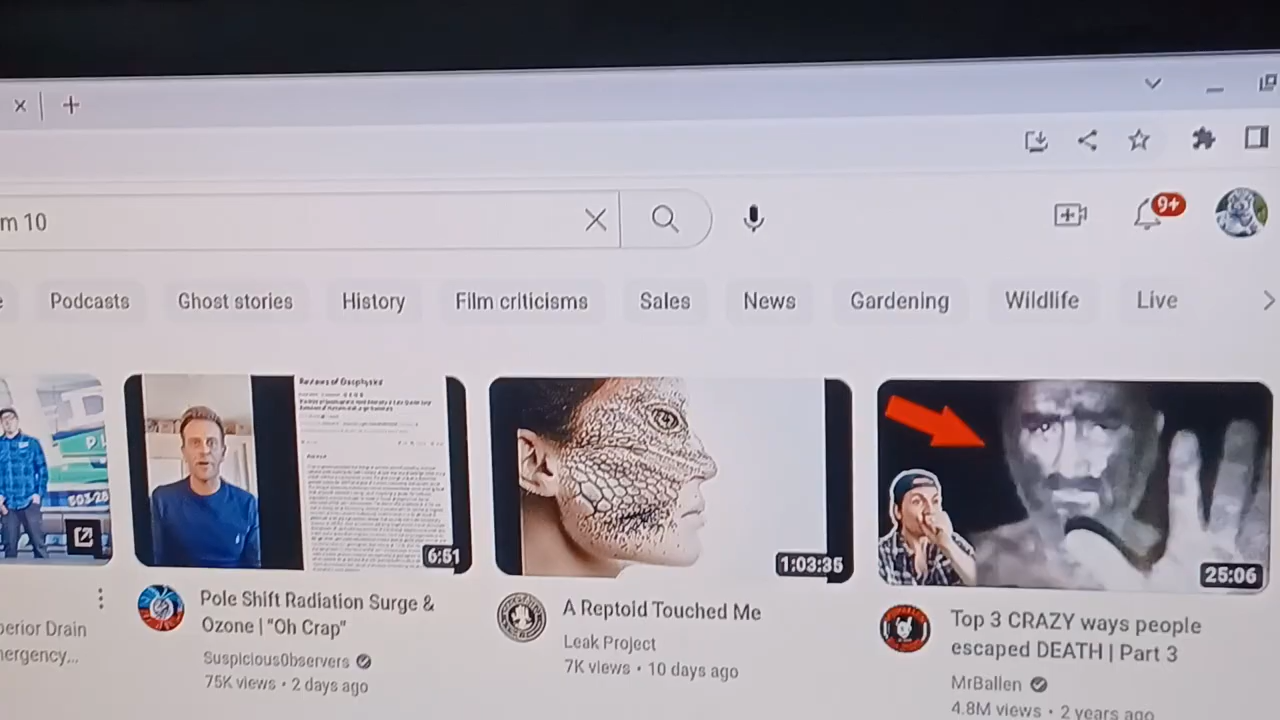 m 10
9+
Podcasts
Ghost stories
History
Film criticisms
Sales
News
Gardening
Wildlife
Live
503-28
Reviews of Geophysics
6:51
1:03:35
25:06
perior Drain
nergency...
Pole Shift Radiation Surge &
Ozone | "Oh Crap"
SuspiciousObservers
75K views • 2 days ago
A Reptoid Touched Me
Leak Project
7K views • 10 days ago
Top 3 CRAZY ways people
escaped DEATH | Part 3
MrBallen
4.8M views • 2 years ago